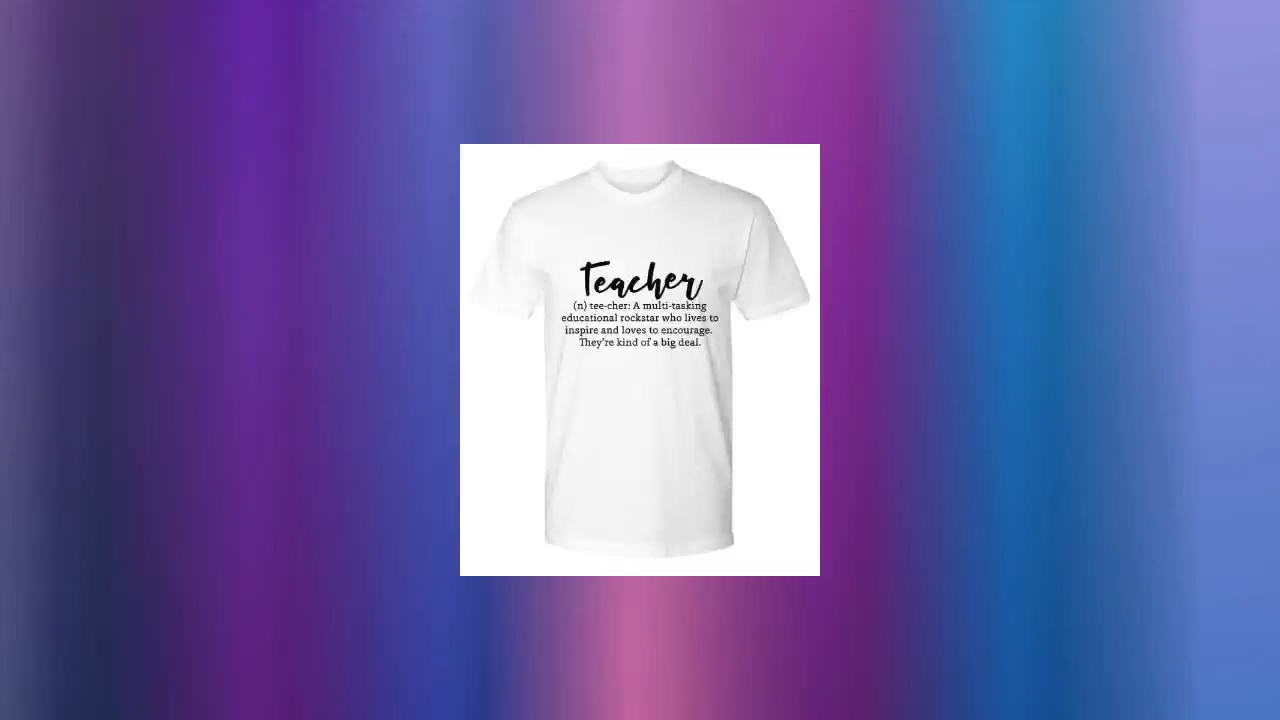 Teacher
(n) tee-cher: A multi-tasking
educational rockstar who lives to
inspire and loves to encourage.
They're kind of a big deal.